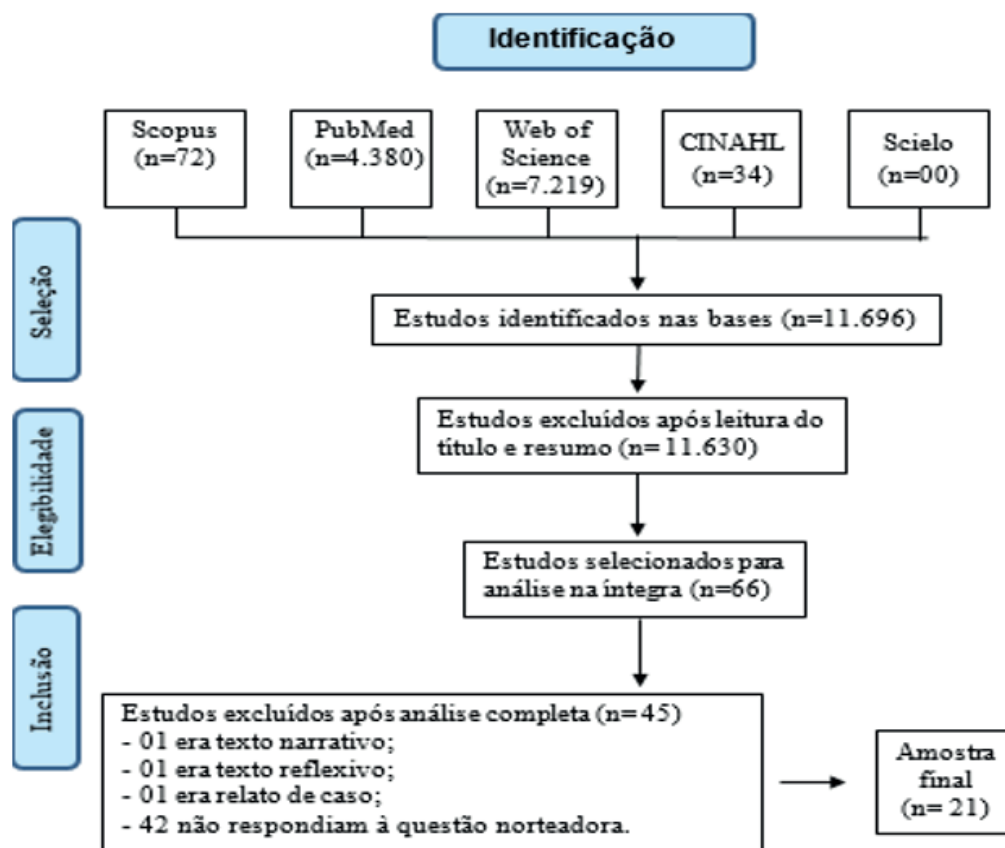 Identificação
Scopus
(n=72)
PubMed
(n=4.380)
Web of
Science
(n=7.219)
CINAHL
(n=34)
Scielo
(n=00)
Seleção
Estudos identificados nas bases (n=11.696)
Elegibilidade
Estudos excluídos após leitura do
título e resumo (n= 11.630)
Estudos selecionados para
análise na íntegra (n=66)
Inclusão
Estudos excluídos após análise completa (n= 45)
- 01 era texto narrativo;
- 01 era texto reflexivo;
- 01 era relato de caso;
- 42 não respondiam à questão norteadora.
Amostra
final
(n= 21)